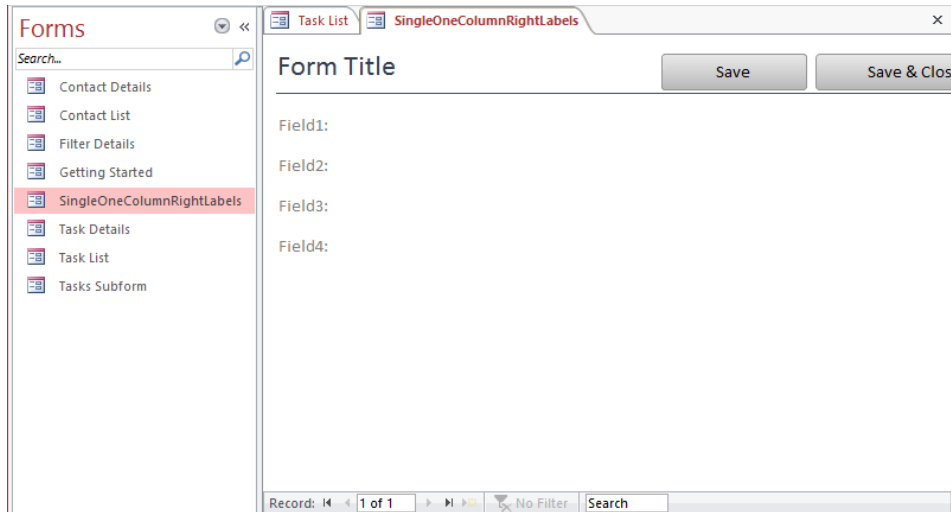 Forms
Search...
Contact Details
Contact List
Filter Details
Getting Started
SingleOneColumnRightLabels
Task Details
Task List
Tasks Subform
Task List
SingleOneColumnRightLabels
Form Title
Save
Save & Clos
Field1:
Field2:
Field3:
Field4:
Record: 1 of 1 No Filter Search